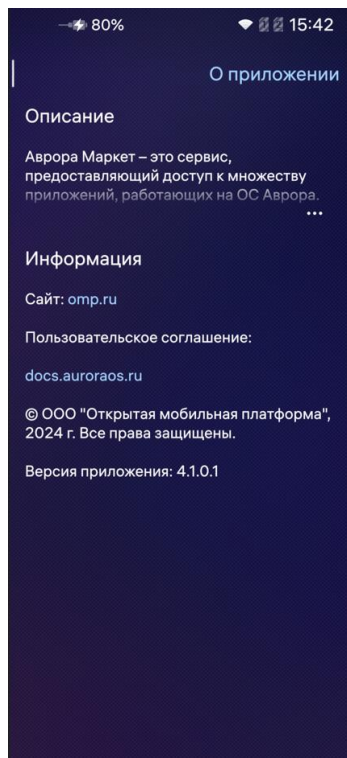 80%
15:42
О приложении
Описание
Аврора Маркет – это сервис,
предоставляющий доступ к множеству
приложений, работающих на ОС Аврора.
...
Информация
Сайт: omp.ru
Пользовательское соглашение:
docs.auroraos.ru
© ООО "Открытая мобильная платформа",
2024 г. Все права защищены.
Версия приложения: 4.1.0.1